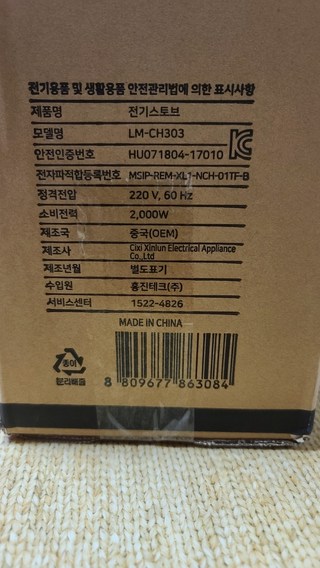 전기용품 및 생활용품 안전관리법에 의한 표시사항
제품명 전기스토브
모델명 LM-CH303
안전인증번호 HU071804-17010
전자파적합등록번호 MSIP-REM-XL1-NCH-01TF-B
정격전압 220 V, 60 Hz
소비전력 2,000W
제조국 중국(OEM)
제조사 Cixi Xinlun Electrical Appliance
Co.,Ltd
제조년월 별도표기
수입원 흥진테크(주)
서비스센터 1522-4826
MADE IN CHINA
종이
분리배출
8 809677 863084